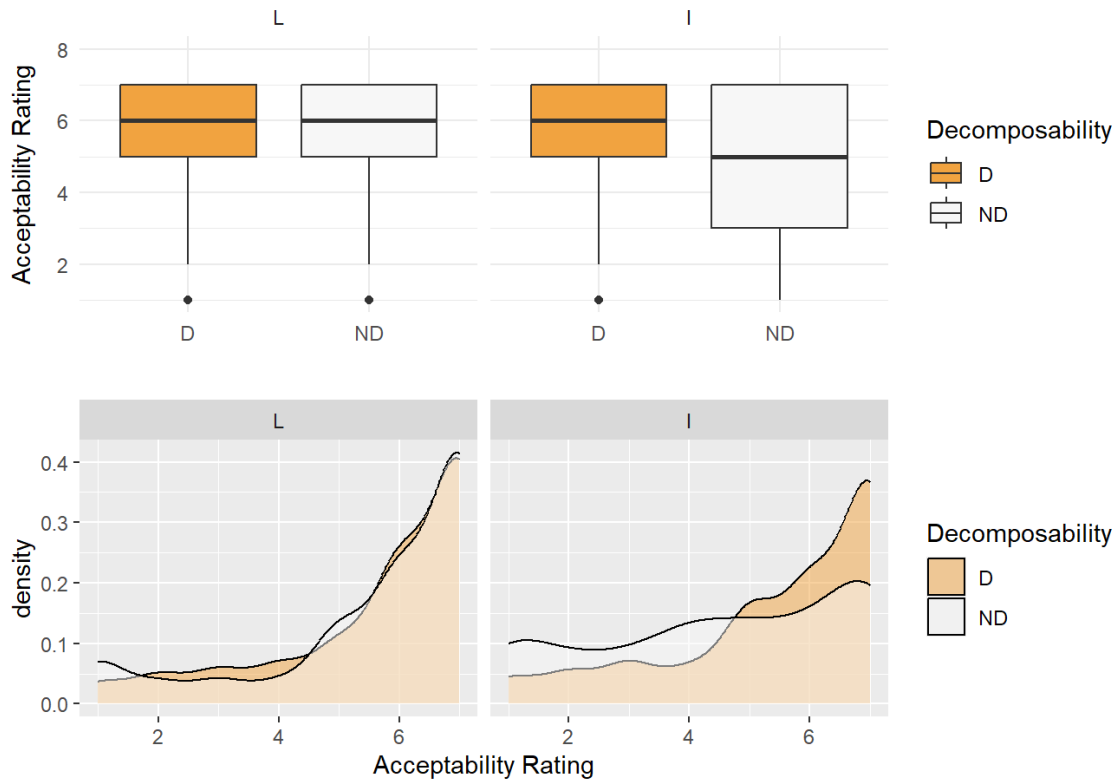 L I
Acceptability Rating
8
6
4
2
D ND D ND
Decomposability
D
ND
L I
density
0.4
0.3
0.2
0.1
0.0
2 4 6 2 4 6
Acceptability Rating
Decomposability
D
ND